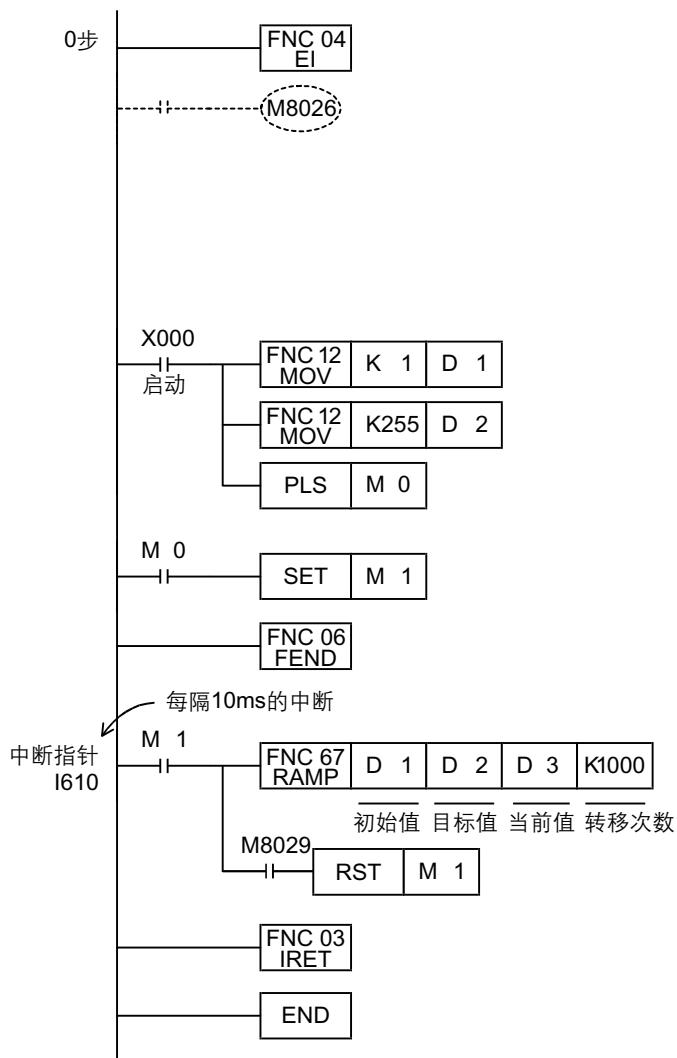 0步
FNC 04
EI
M8026
X000
启动
FNC 12
MOV
K 1
D 1
FNC 12
MOV
K255
D 2
PLS
M 0
M 0
SET
M 1
FNC 06
FEND
每隔10ms的中断
中断指针
I610
M 1
FNC 67
RAMP
D 1
D 2
D 3
K1000
初始值 目标值 当前值 转移次数
M8029
RST
M 1
FNC 03
IRET
END